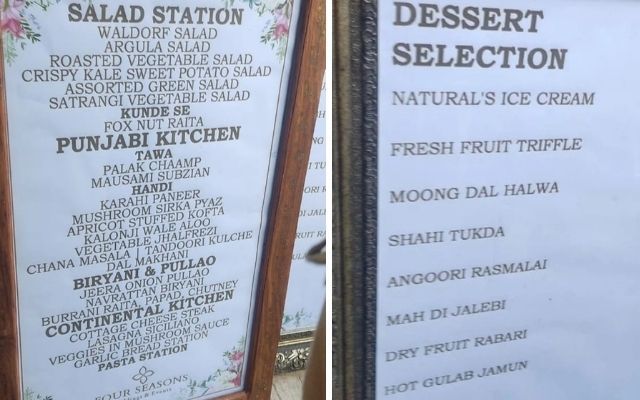 SALAD STATION
WALDORF SALAD
ARGULA SALAD
ROASTED VEGETABLE SALAD
CRISPY KALE SWEET POTATO SALAD
ASSORTED GREEN SALAD
SATRANGI VEGETABLE SALAD
KUNDE SE
FOX NUT RAITA
PUNJABI KITCHEN
TAWA
PALAK CHAAMP
MAUSAMI SUBZIAN
HANDI
KARAHI PANEER
MUSHROOM SIRKA PYAZ
APRICOT STUFFED KOFTA
KALONJI WALE ALOO
VEGETABLE JHALFREZI
CHANA MASALA | TANDOORI KULCHE
DAL MAKHANI
BIRYANI & PULLAO
JEERA ONION PULLAO
NAVRATTAN BIRYANI
BURRANI RAITA, PAPAD, CHUTNEY
CONTINENTAL KITCHEN
COTTAGE CHEESE STEAK
LASAGNA SICILIANO
VEGGIES IN MUSHROOM SAUCE
GARLIC BREAD STATION
PASTA STATION
FOUR SEASONS
& Events
DESSERT
SELECTION
NATURAL'S ICE CREAM
FRESH FRUIT TRIFFLE
MOONG DAL HALWA
SHAHI TUKDA
ANGOORI RASMALAI
MAH DI JALEBI
DRY FRUIT RABARI
HOT GULAB JAMUN